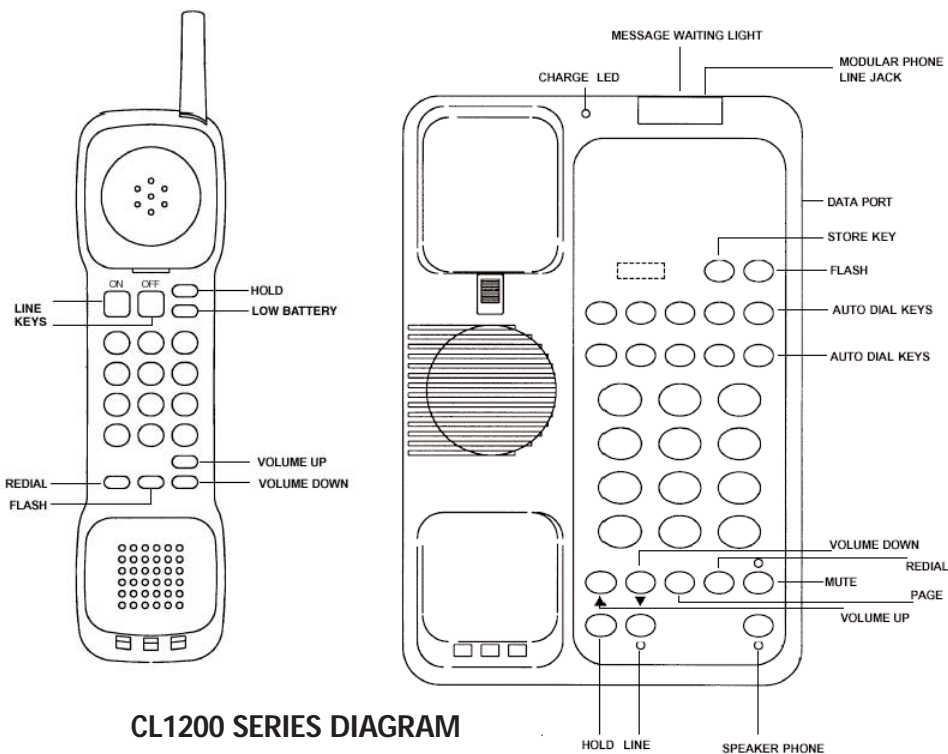 MESSAGE WAITING LIGHT
MODULAR PHONE
LINE JACK
CHARGE LED
DATA PORT
STORE KEY
FLASH
ON OFF
HOLD
LOW BATTERY
LINE
KEYS
AUTO DIAL KEYS
AUTO DIAL KEYS
VOLUME UP
REDIAL
VOLUME DOWN
FLASH
VOLUME DOWN
REDIAL
MUTE
PAGE
VOLUME UP
CL1200 SERIES DIAGRAM
HOLD LINE
SPEAKER PHONE